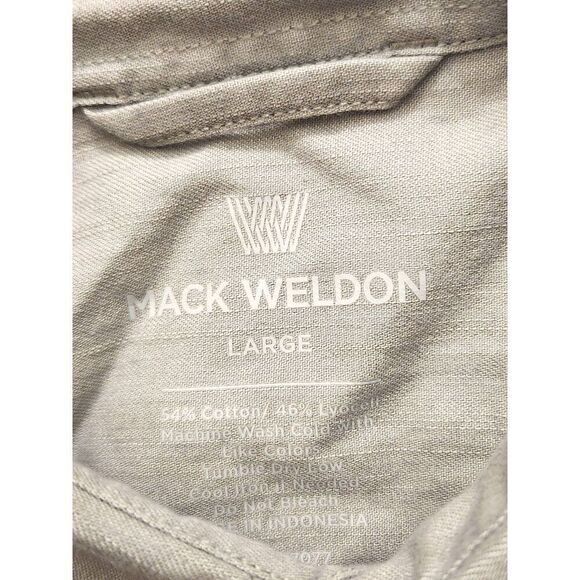 MACK WELDON
LARGE
54% Cotton/ 46% Lyocell
Machine Wash Cold with
Like Colors
Tumble Dry Low
Cool Iron If Needed
Do Not Bleach
IN INDONESIA
7077